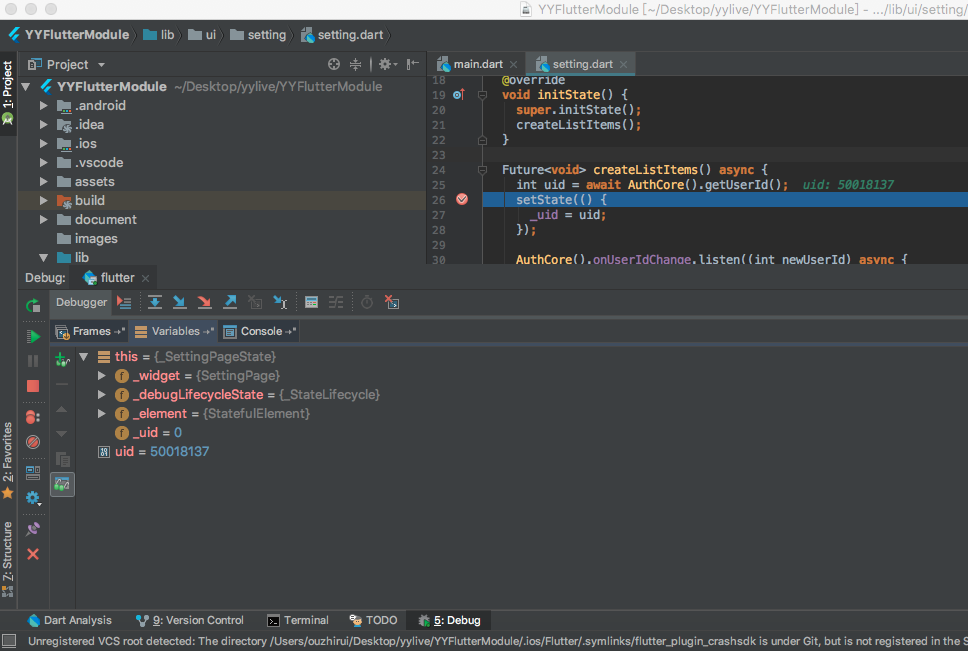 YYFlutterModule [~/Desktop/yylive/YYFlutterModule] - .../lib/ui/setting/
YYFlutterModule lib ui setting setting.dart
1: Project
Project
main.dart setting.dart
YYFlutterModule ~/Desktop/yylive/YYFlutterModule
.android
.idea
.ios
.vscode
assets
build
document
images
lib
18 @override
19 void initState() {
20 super.initState();
21 createListItems();
22 }
23
24 Future<void> createListItems() async {
25 int uid = await AuthCore().getUserId(); uid: 50018137
26 setState(() {
27 _uid = uid;
28 });
29
30 AuthCore().onUserIdChange.listen((int newUserId) async {
Debug: flutter
Debugger
Frames Variables Console
this = {_SettingPageState}
f _widget = {SettingPage}
f _debugLifecycleState = {_StateLifecycle}
f _element = {StatefulElement}
f _uid = 0
uid = 50018137
2: Favorites
Z: Structure
Dart Analysis 9: Version Control Terminal TODO 5: Debug
Unregistered VCS root detected: The directory /Users/ouzhirui/Desktop/yylive/YYFlutterModule/.ios/Flutter/.symlinks/flutter_plugin_crashsdk is under Git, but is not registered in the S